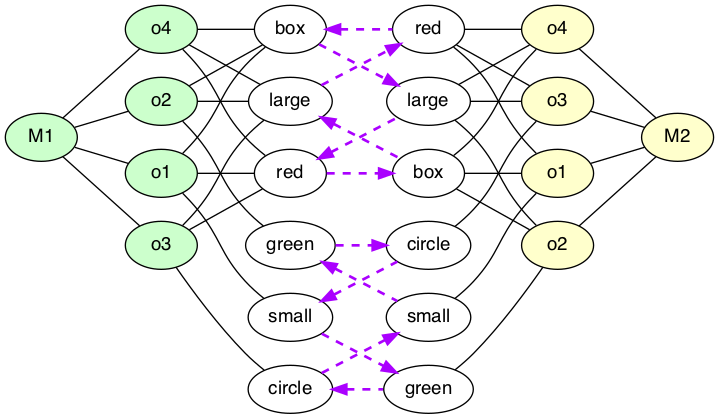 o4 box red o4
o2 large large o3
M1 M2
o1 red box o1
o3 green circle o2
small small
circle green